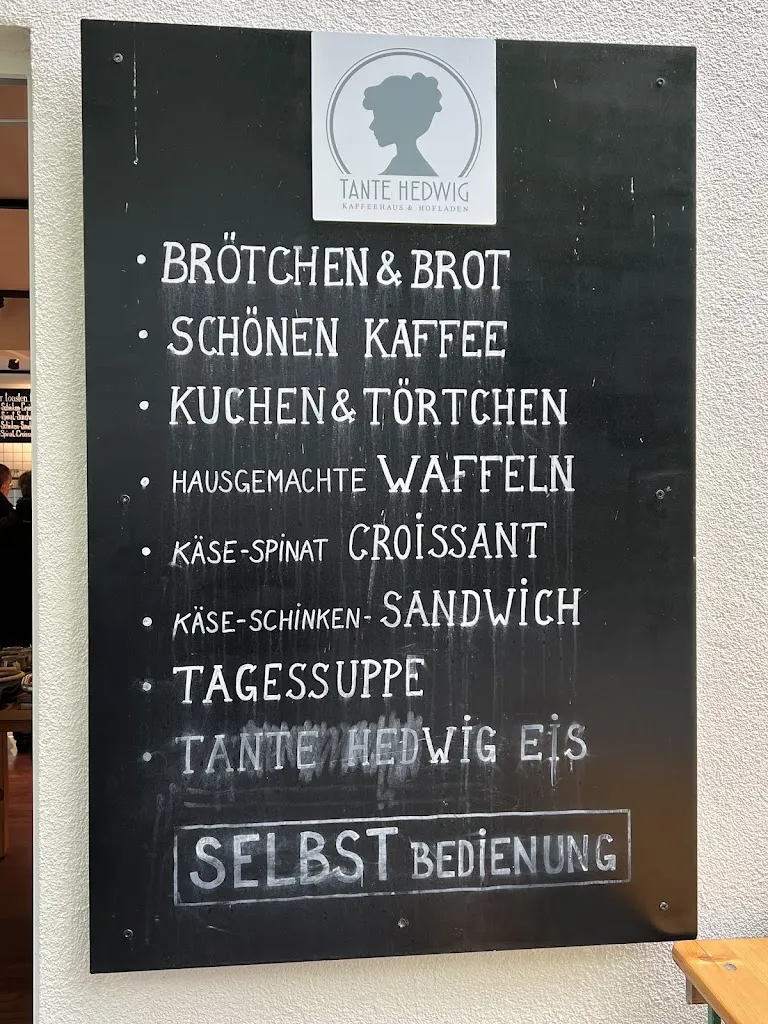 TANTE HEDWIG
KAFFEEHAUS & HOFLADEN
• BRÖTCHEN & BROT
• SCHÖNEN KAFFEE
• KUCHEN & TÖRTCHEN
• HAUSGEMACHTE WAFFELN
• KÄSE-SPINAT CROISSANT
• KÄSE-SCHINKEN-SANDWICH
• TAGESSUPPE
• TANTE HEDWIG EIS
SELBST BEDIENUNG